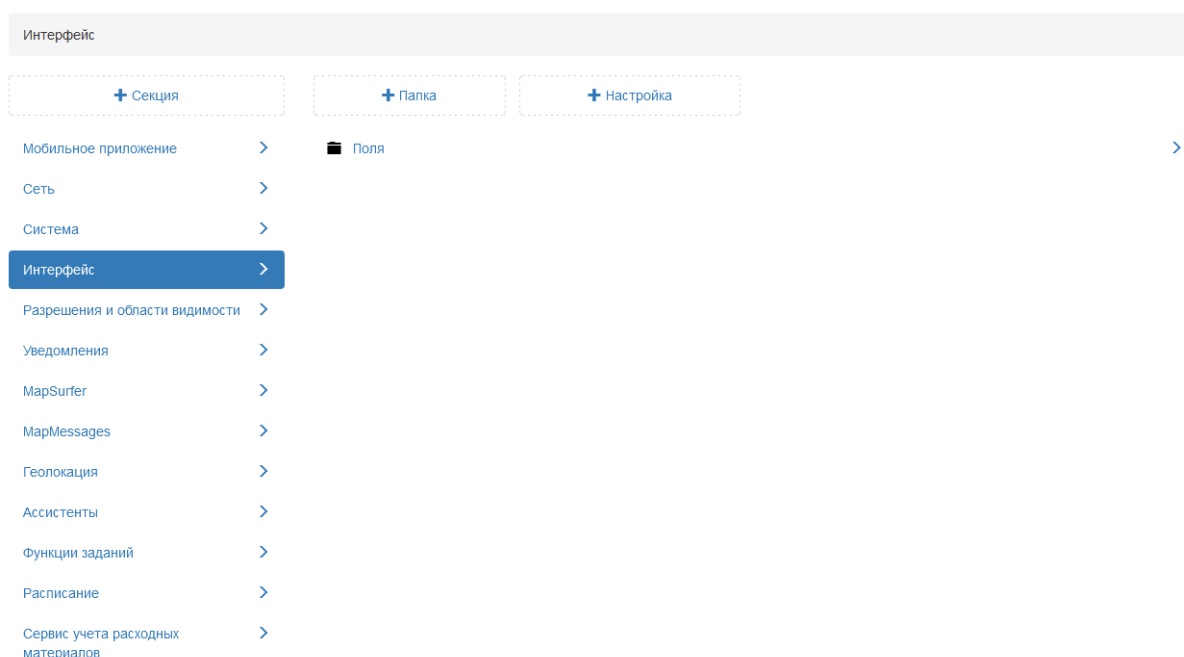 Интерфейс
Секция
Папка
Настройка
Мобильное приложение
Поля
Сеть
Система
Интерфейс
Разрешения и области видимости
Уведомления
MapSurfer
MapMessages
Геолокация
Ассистенты
Функции заданий
Расписание
Сервис учета расходных
материалов